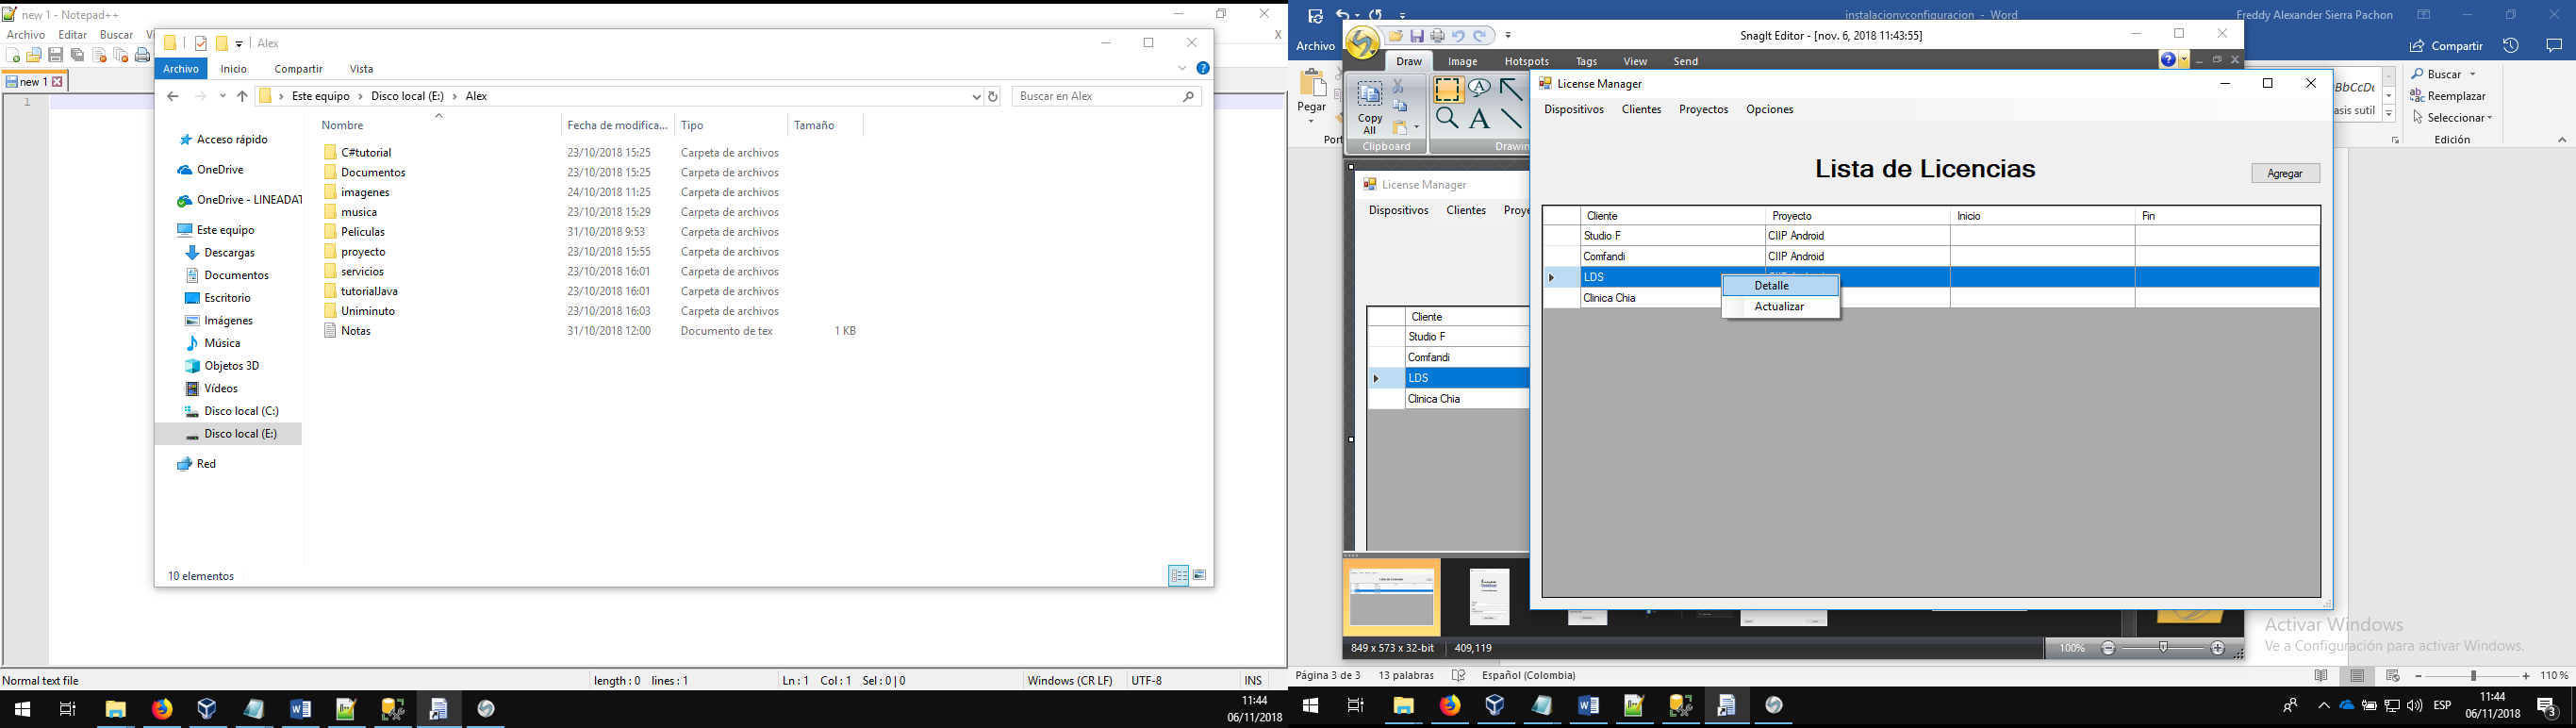 new 1 - Notepad++
Archivo Editar Buscar
new 1
1
Alex
Archivo Inicio Compartir Vista
Este equipo > Disco local (E:) > Alex
Buscar en Alex
Acceso rápido
OneDrive
OneDrive - LINEADAT
Este equipo
Descargas
Documentos
Escritorio
Imágenes
Música
Objetos 3D
Vídeos
Disco local (C:)
Disco local (E:)
Red
Nombre Fecha de modifica... Tipo Tamaño
C#tutorial 23/10/2018 15:25 Carpeta de archivos
Documentos 23/10/2018 15:25 Carpeta de archivos
imagenes 24/10/2018 11:25 Carpeta de archivos
musica 23/10/2018 15:29 Carpeta de archivos
Peliculas 31/10/2018 9:53 Carpeta de archivos
proyecto 23/10/2018 15:55 Carpeta de archivos
servicios 23/10/2018 16:01 Carpeta de archivos
tutorialJava 23/10/2018 16:01 Carpeta de archivos
Uniminuto 23/10/2018 16:03 Carpeta de archivos
Notas 31/10/2018 12:00 Documento de tex 1 KB
10 elementos
Normal text file length : 0 lines : 1 Ln : 1 Col : 1 Sel : 0 | 0 Windows (CR LF) UTF-8 INS
11:44
06/11/2018
instalacionyconfiguracion - Word Freddy Alexander Sierra Pachon
Archivo
Compartir
Pegar
Buscar
Reemplazar
Seleccionar
Edición
asis sutil
SnagIt Editor - [nov. 6, 2018 11:43:55]
Draw Image Hotspots Tags View Send
Copy
All
Clipboard
License Manager
Dispositivos Clientes
Cliente
Studio F
Comfandi
LDS
Clinica Chia
849 x 573 x 32-bit 409,119
100%
License Manager
Dispositivos Clientes Proyectos Opciones
Lista de Licencias
Agregar
Cliente Proyecto Inicio Fin
Studio F CIIP Android
Comfandi CIIP Android
LDS
Clinica Chia
Detalle
Actualizar
Activar Windows
Ve a Configuración para activar Windows.
Página 3 de 3 13 palabras Español (Colombia) 110 %
ESP
11:44
06/11/2018
3